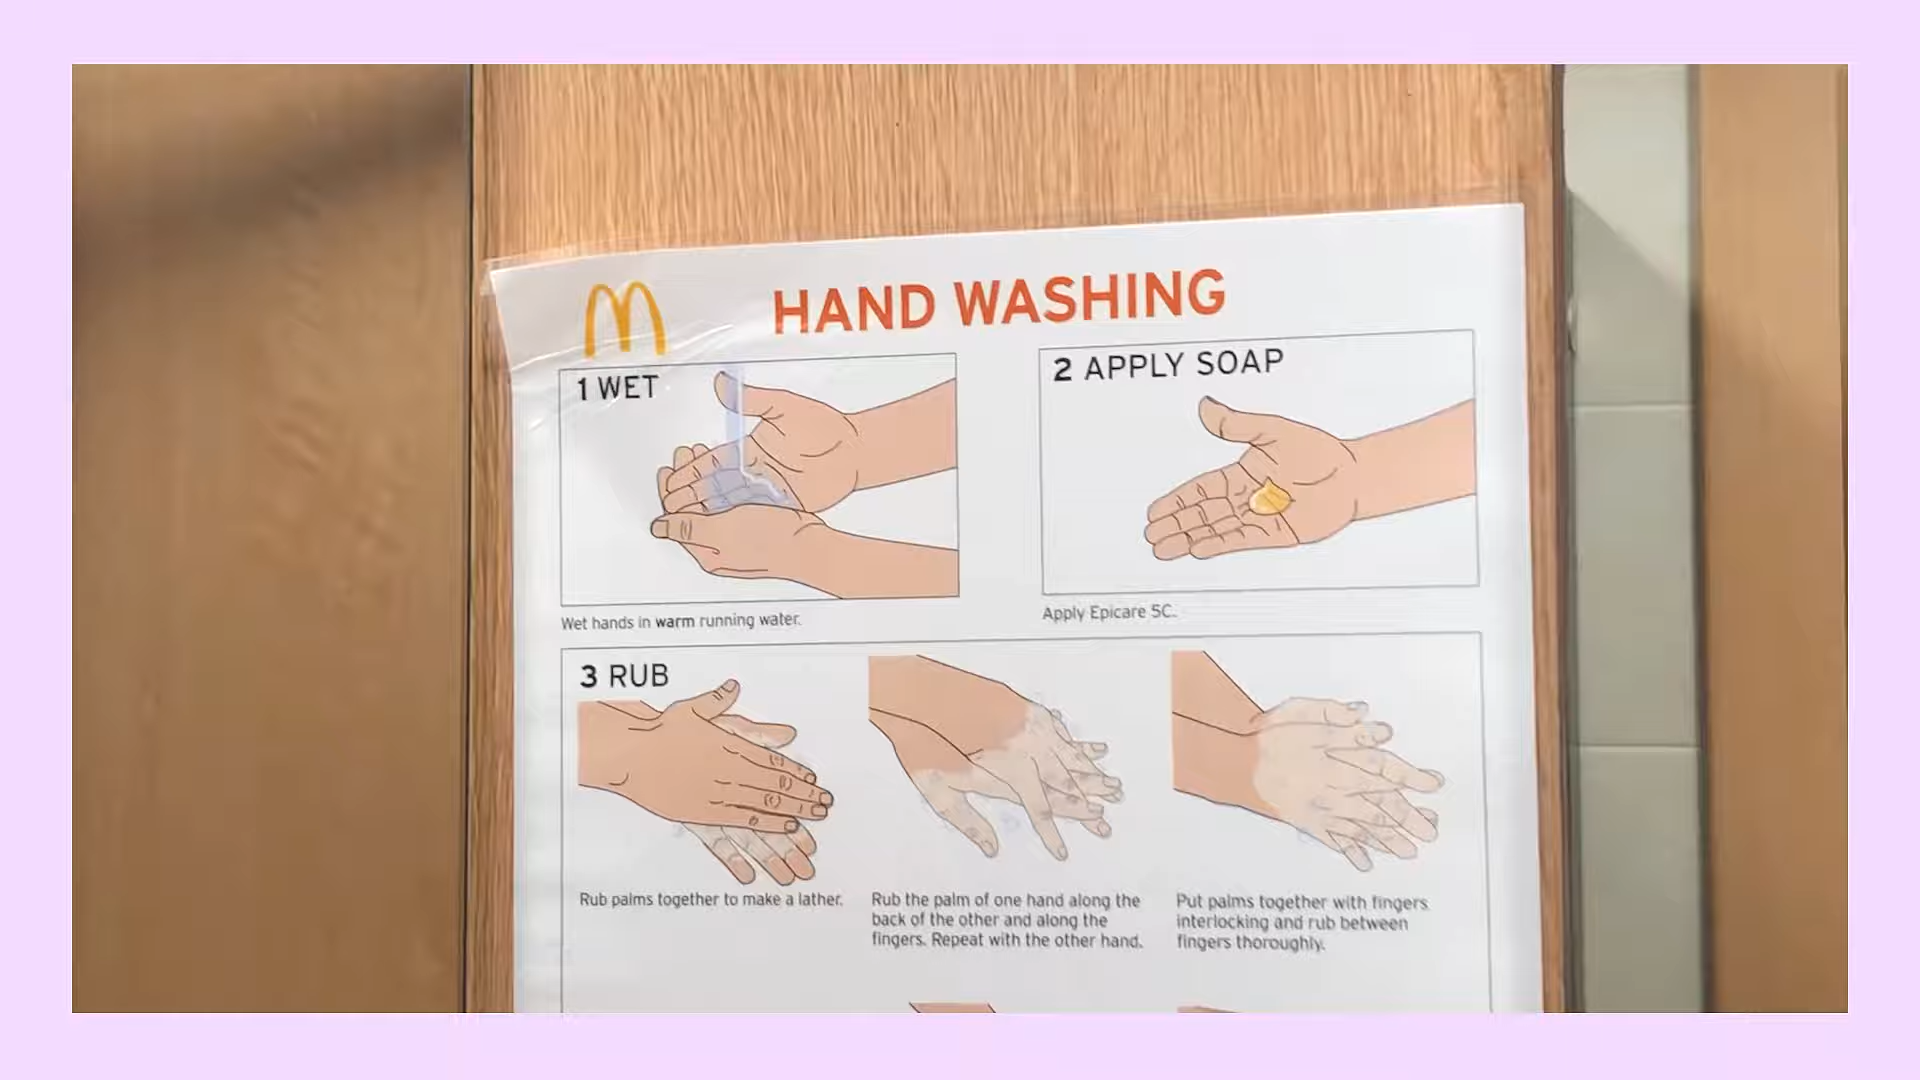 HAND WASHING
1 WET
2 APPLY SOAP
Wet hands in warm running water.
Apply Epicare 5C.
3 RUB
Rub palms together to make a lather.
Rub the palm of one hand along the
back of the other and along the
fingers. Repeat with the other hand.
Put palms together with fingers
interlocking and rub between
fingers thoroughly.